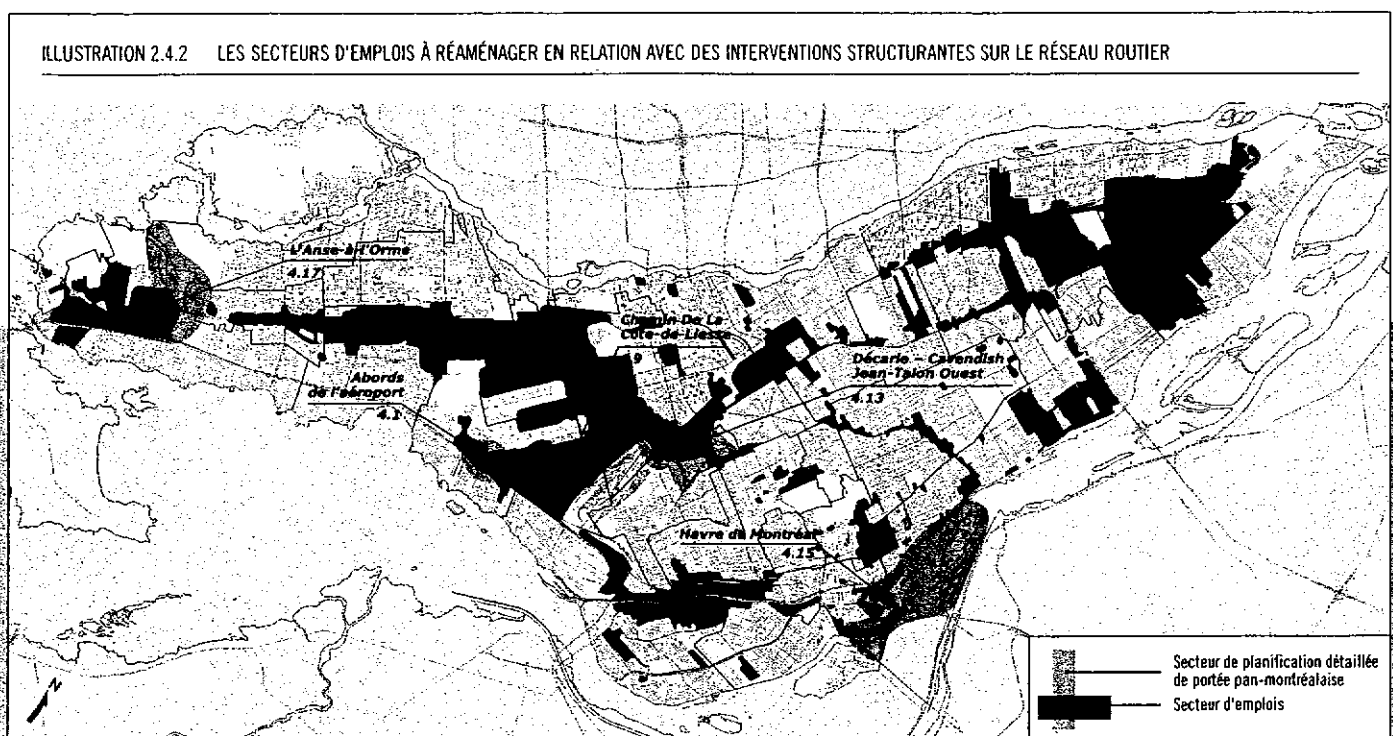 ILLUSTRATION 2.4.2 LES SECTEURS D'EMPLOIS À RÉAMÉNAGER EN RELATION AVEC DES INTERVENTIONS STRUCTURANTES SUR LE RÉSEAU ROUTIER
L'Anse-à-l'Orme
4.17
Chemin De La
Côte-de-Liesse
9
Abords
de l'aéroport
4.1
Décarie – Cavendish
Jean-Talon Ouest
4.13
Havre de Montréal
4.15
N
Secteur de planification détaillée
de portée pan-montréalaise
Secteur d'emplois